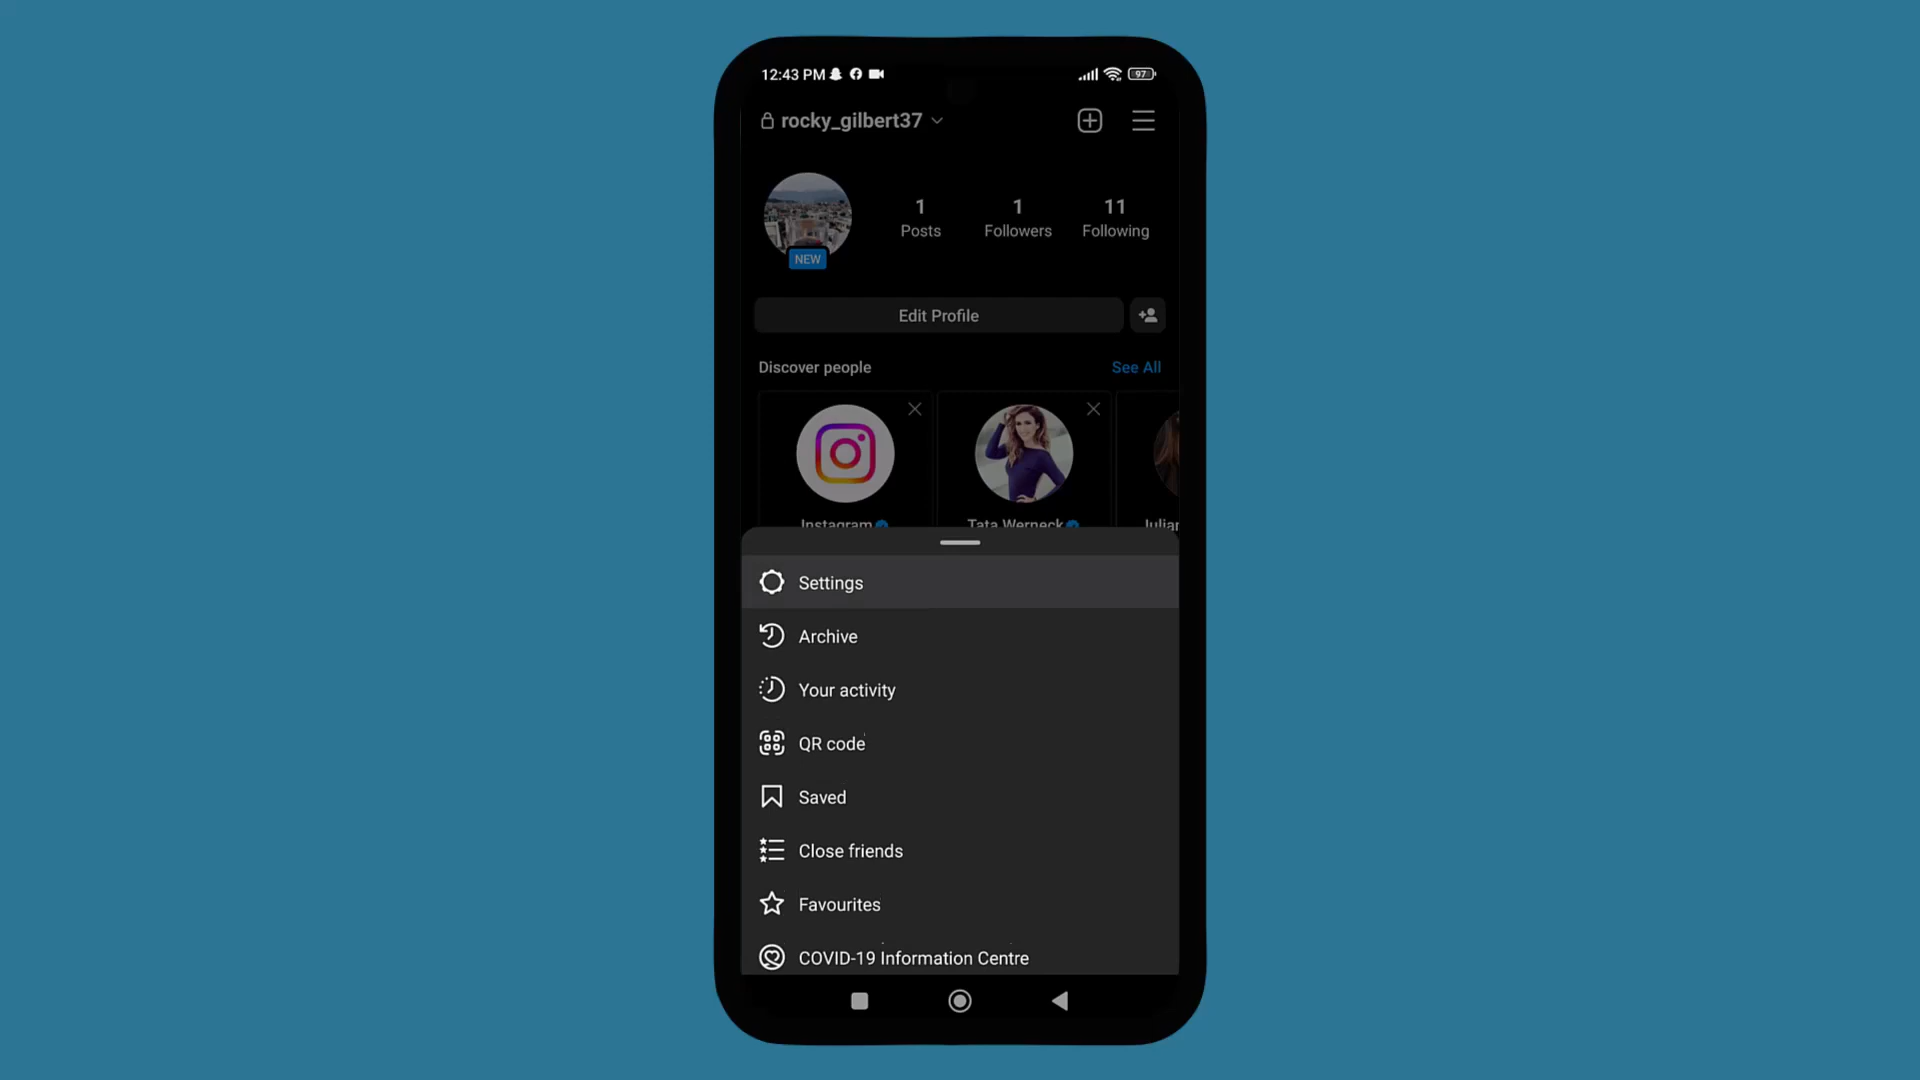 12:43 PM
97
rocky_gilbert37
1 1 11
Posts Followers Following
NEW
Edit Profile
Discover people See All
Instagram Tata Werneck
Settings
Archive
Your activity
QR code
Saved
Close friends
Favourites
COVID-19 Information Centre